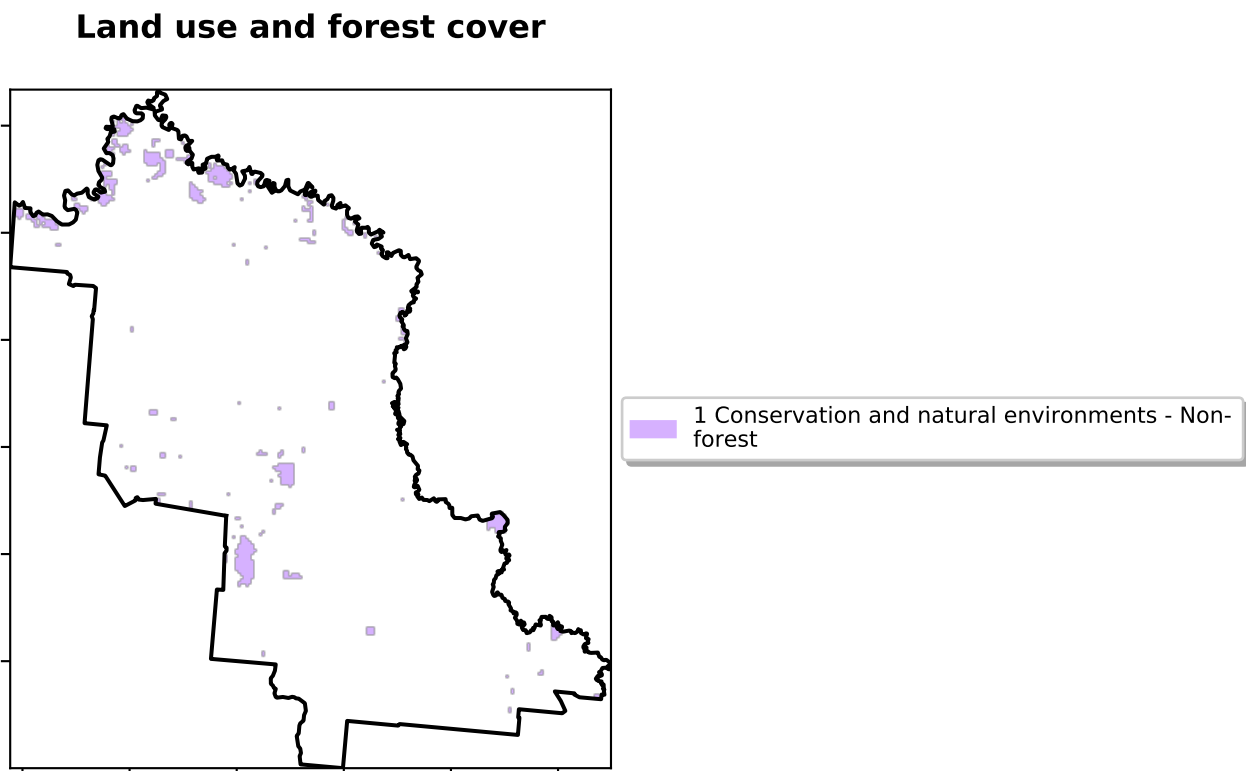 Land use and forest cover
1 Conservation and natural environments - Non-
forest